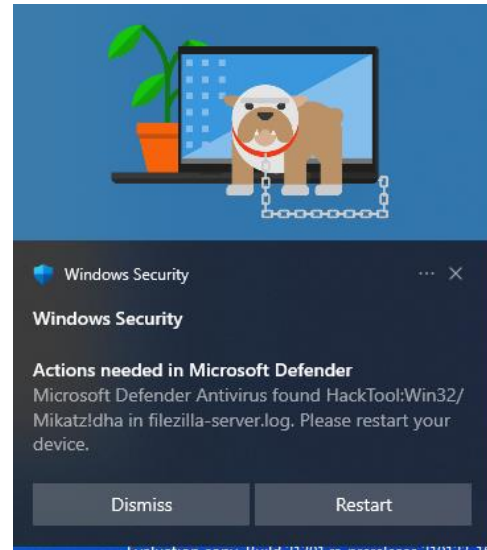 Windows Security
Windows Security
Actions needed in Microsoft Defender
Microsoft Defender Antivirus found HackTool:Win32/
Mikatz!dha in filezilla-server.log. Please restart your
device.
Dismiss
Restart